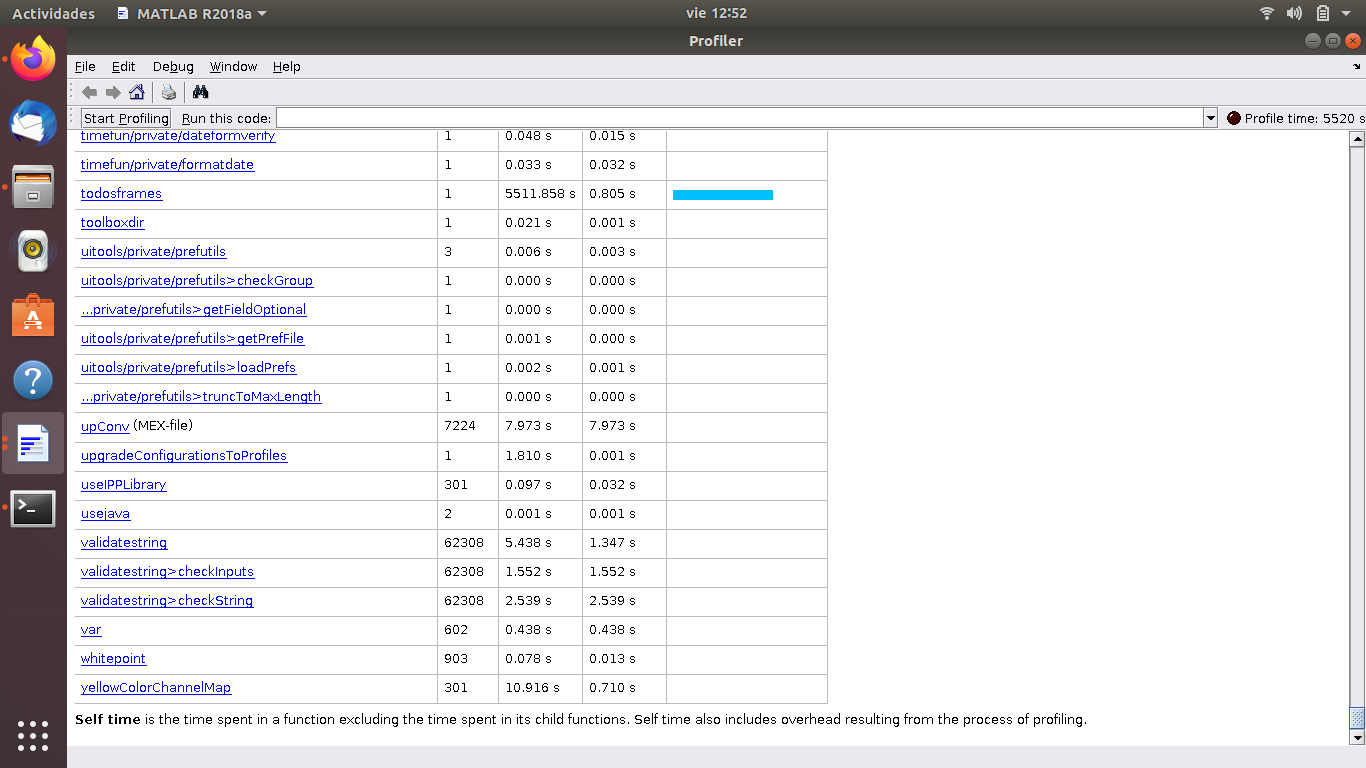 Actividades MATLAB R2018a vie 12:52
Profiler
File Edit Debug Window Help
Start Profiling Run this code: Profile time: 5520 s
timefun/private/dateformverify 1 0.048 s 0.015 s
timefun/private/formatdate 1 0.033 s 0.032 s
todosframes 1 5511.858 s 0.805 s
toolboxdir 1 0.021 s 0.001 s
uitools/private/prefutils 3 0.006 s 0.003 s
uitools/private/prefutils>checkGroup 1 0.000 s 0.000 s
...private/prefutils>getFieldOptional 1 0.000 s 0.000 s
uitools/private/prefutils>getPrefFile 1 0.001 s 0.000 s
uitools/private/prefutils>loadPrefs 1 0.002 s 0.001 s
...private/prefutils>truncToMaxLength 1 0.000 s 0.000 s
upConv (MEX-file) 7224 7.973 s 7.973 s
upgradeConfigurationsToProfiles 1 1.810 s 0.001 s
useIPPLibrary 301 0.097 s 0.032 s
usejava 2 0.001 s 0.001 s
validatestring 62308 5.438 s 1.347 s
validatestring>checkInputs 62308 1.552 s 1.552 s
validatestring>checkString 62308 2.539 s 2.539 s
var 602 0.438 s 0.438 s
whitepoint 903 0.078 s 0.013 s
yellowColorChannelMap 301 10.916 s 0.710 s
Self time is the time spent in a function excluding the time spent in its child functions. Self time also includes overhead resulting from the process of profiling.